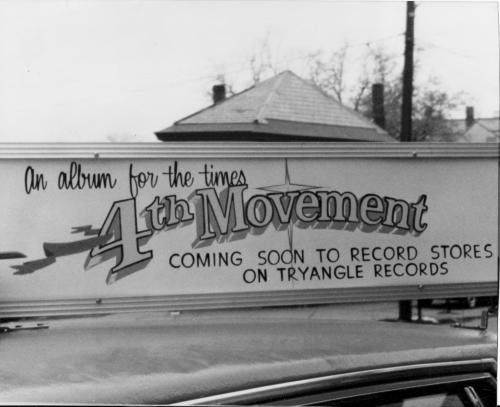 An album for the times
4th Movement
COMING SOON TO RECORD STORES
ON TRYANGLE RECORDS